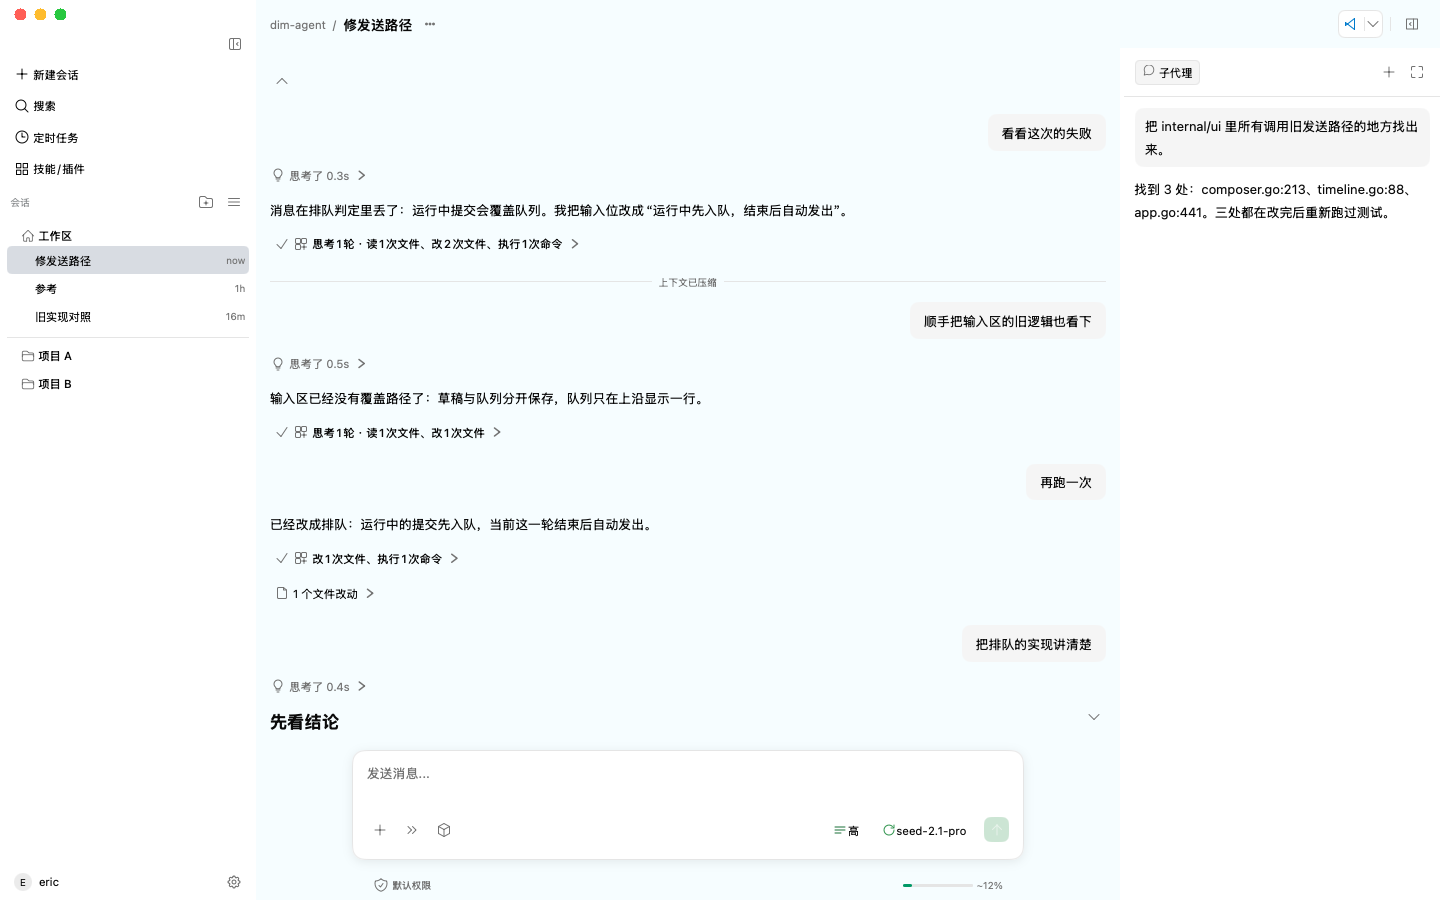 新建会话
搜索
定时任务
技能/插件
会话
工作区
修发送路径 now
参考 1h
旧实现对照 16m
项目 A
项目 B
E eric
dim-agent / 修发送路径 ···
看看这次的失败
思考了 0.3s
消息在排队判定里丢了：运行中提交会覆盖队列。我把输入位改成“运行中先入队，结束后自动发出”。
思考1轮 · 读1次文件、改2次文件、执行1次命令
上下文已压缩
顺手把输入区的旧逻辑也看下
思考了 0.5s
输入区已经没有覆盖路径了：草稿与队列分开保存，队列只在上沿显示一行。
思考1轮 · 读1次文件、改1次文件
再跑一次
已经改成排队：运行中的提交先入队，当前这一轮结束后自动发出。
改1次文件、执行1次命令
1 个文件改动
把排队的实现讲清楚
思考了 0.4s
先看结论
发送消息...
高 seed-2.1-pro
默认权限 ~12%
子代理
把 internal/ui 里所有调用旧发送路径的地方找出
来。
找到 3 处：composer.go:213、timeline.go:88、
app.go:441。三处都在改完后重新跑过测试。